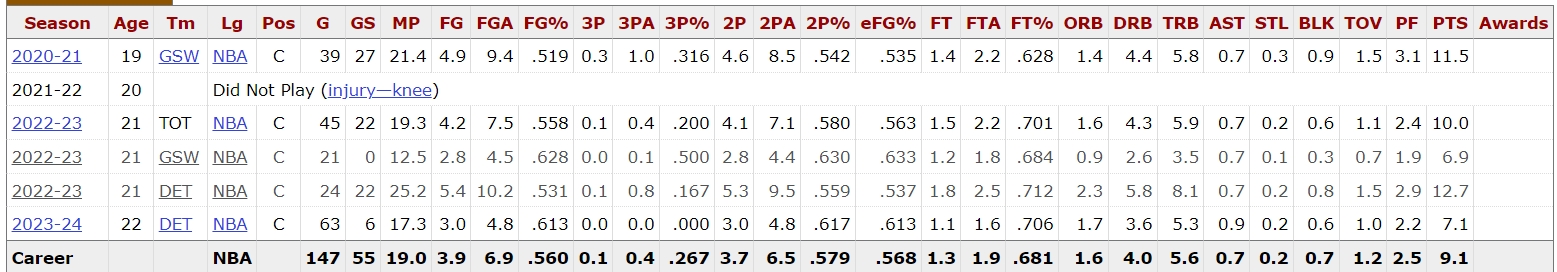 Season Age Tm Lg Pos G GS MP FG FGA FG% 3P 3PA 3P% 2P 2PA 2P% eFG% FT FTA FT% ORB DRB TRB AST STL BLK TOV PF PTS Awards
2020-21 19 GSW NBA C 39 27 21.4 4.9 9.4 .519 0.3 1.0 .316 4.6 8.5 .542 .535 1.4 2.2 .628 1.4 4.4 5.8 0.7 0.3 0.9 1.5 3.1 11.5
2021-22 20 Did Not Play (injury—knee)
2022-23 21 TOT NBA C 45 22 19.3 4.2 7.5 .558 0.1 0.4 .200 4.1 7.1 .580 .563 1.5 2.2 .701 1.6 4.3 5.9 0.7 0.2 0.6 1.1 2.4 10.0
2022-23 21 GSW NBA C 21 0 12.5 2.8 4.5 .628 0.0 0.1 .500 2.8 4.4 .630 .633 1.2 1.8 .684 0.9 2.6 3.5 0.7 0.1 0.3 0.7 1.9 6.9
2022-23 21 DET NBA C 24 22 25.2 5.4 10.2 .531 0.1 0.8 .167 5.3 9.5 .559 .537 1.8 2.5 .712 2.3 5.8 8.1 0.7 0.2 0.8 1.5 2.9 12.7
2023-24 22 DET NBA C 63 6 17.3 3.0 4.8 .613 0.0 0.0 .000 3.0 4.8 .617 .613 1.1 1.6 .706 1.7 3.6 5.3 0.9 0.2 0.6 1.0 2.2 7.1
Career NBA 147 55 19.0 3.9 6.9 .560 0.1 0.4 .267 3.7 6.5 .579 .568 1.3 1.9 .681 1.6 4.0 5.6 0.7 0.2 0.7 1.2 2.5 9.1